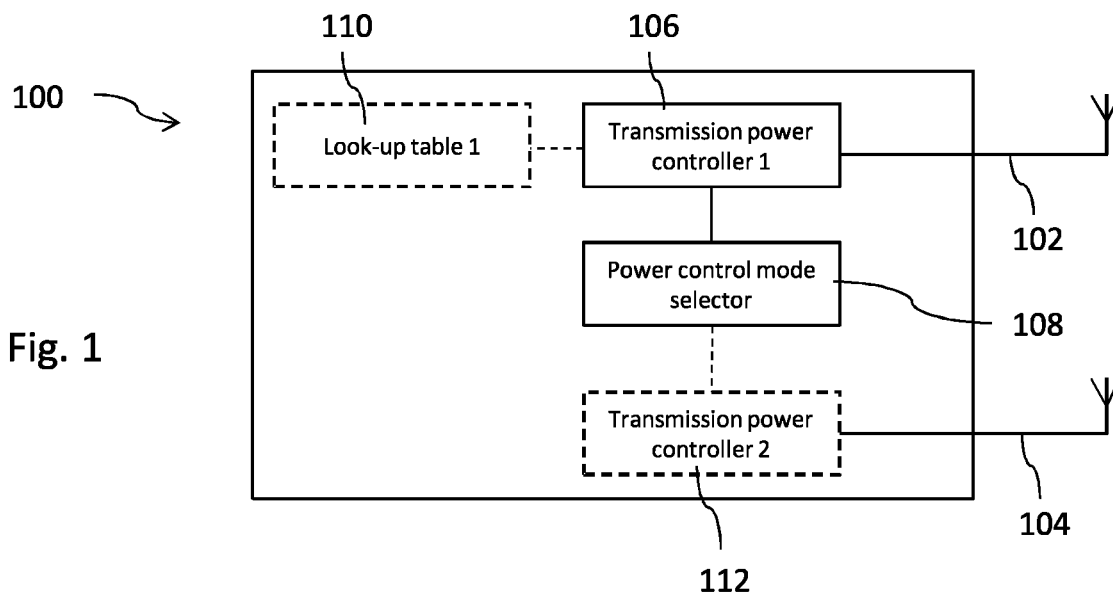 110
106
100
Look-up table 1
Transmission power
controller 1
102
Power control mode
selector
108
Fig. 1
Transmission power
controller 2
104
112